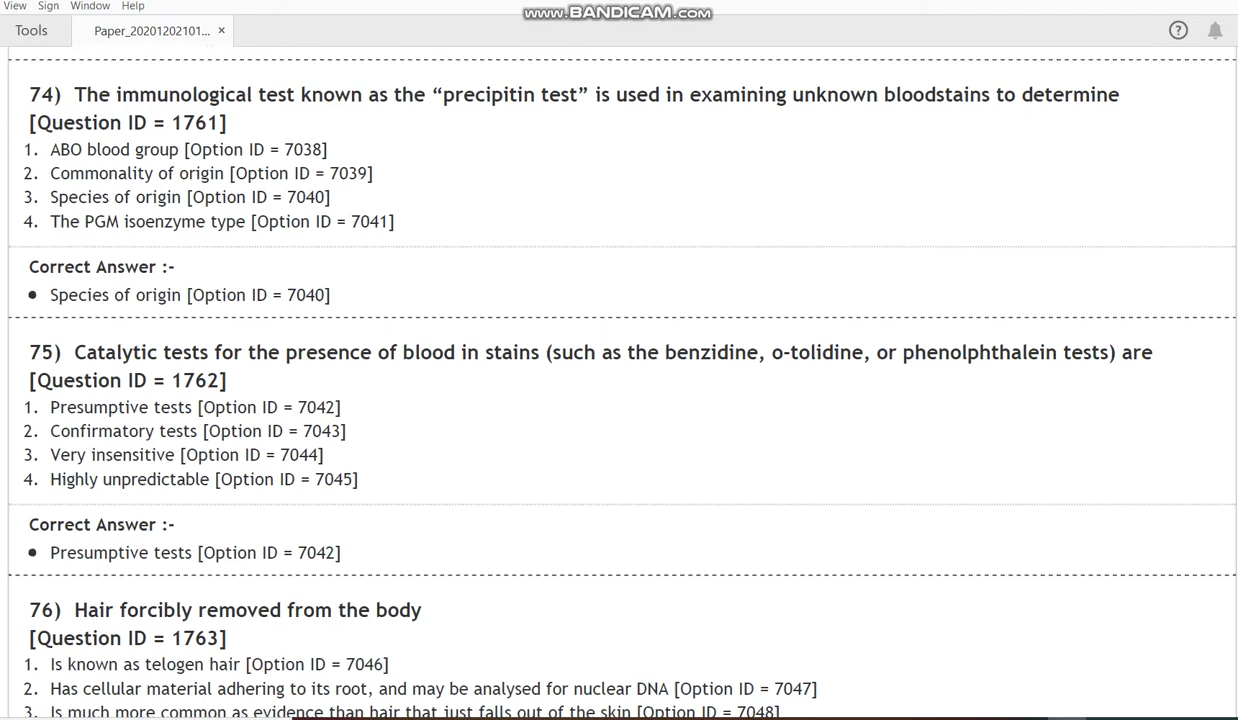 View Sign Window Help
www.BANDICAM.com
Tools Paper_20201202101... ×
74) The immunological test known as the “precipitin test” is used in examining unknown bloodstains to determine
[Question ID = 1761]
1. ABO blood group [Option ID = 7038]
2. Commonality of origin [Option ID = 7039]
3. Species of origin [Option ID = 7040]
4. The PGM isoenzyme type [Option ID = 7041]
Correct Answer :-
• Species of origin [Option ID = 7040]
75) Catalytic tests for the presence of blood in stains (such as the benzidine, o-tolidine, or phenolphthalein tests) are
[Question ID = 1762]
1. Presumptive tests [Option ID = 7042]
2. Confirmatory tests [Option ID = 7043]
3. Very insensitive [Option ID = 7044]
4. Highly unpredictable [Option ID = 7045]
Correct Answer :-
• Presumptive tests [Option ID = 7042]
76) Hair forcibly removed from the body
[Question ID = 1763]
1. Is known as telogen hair [Option ID = 7046]
2. Has cellular material adhering to its root, and may be analysed for nuclear DNA [Option ID = 7047]
3. Is much more common as evidence than hair that just falls out of the skin [Option ID = 7048]